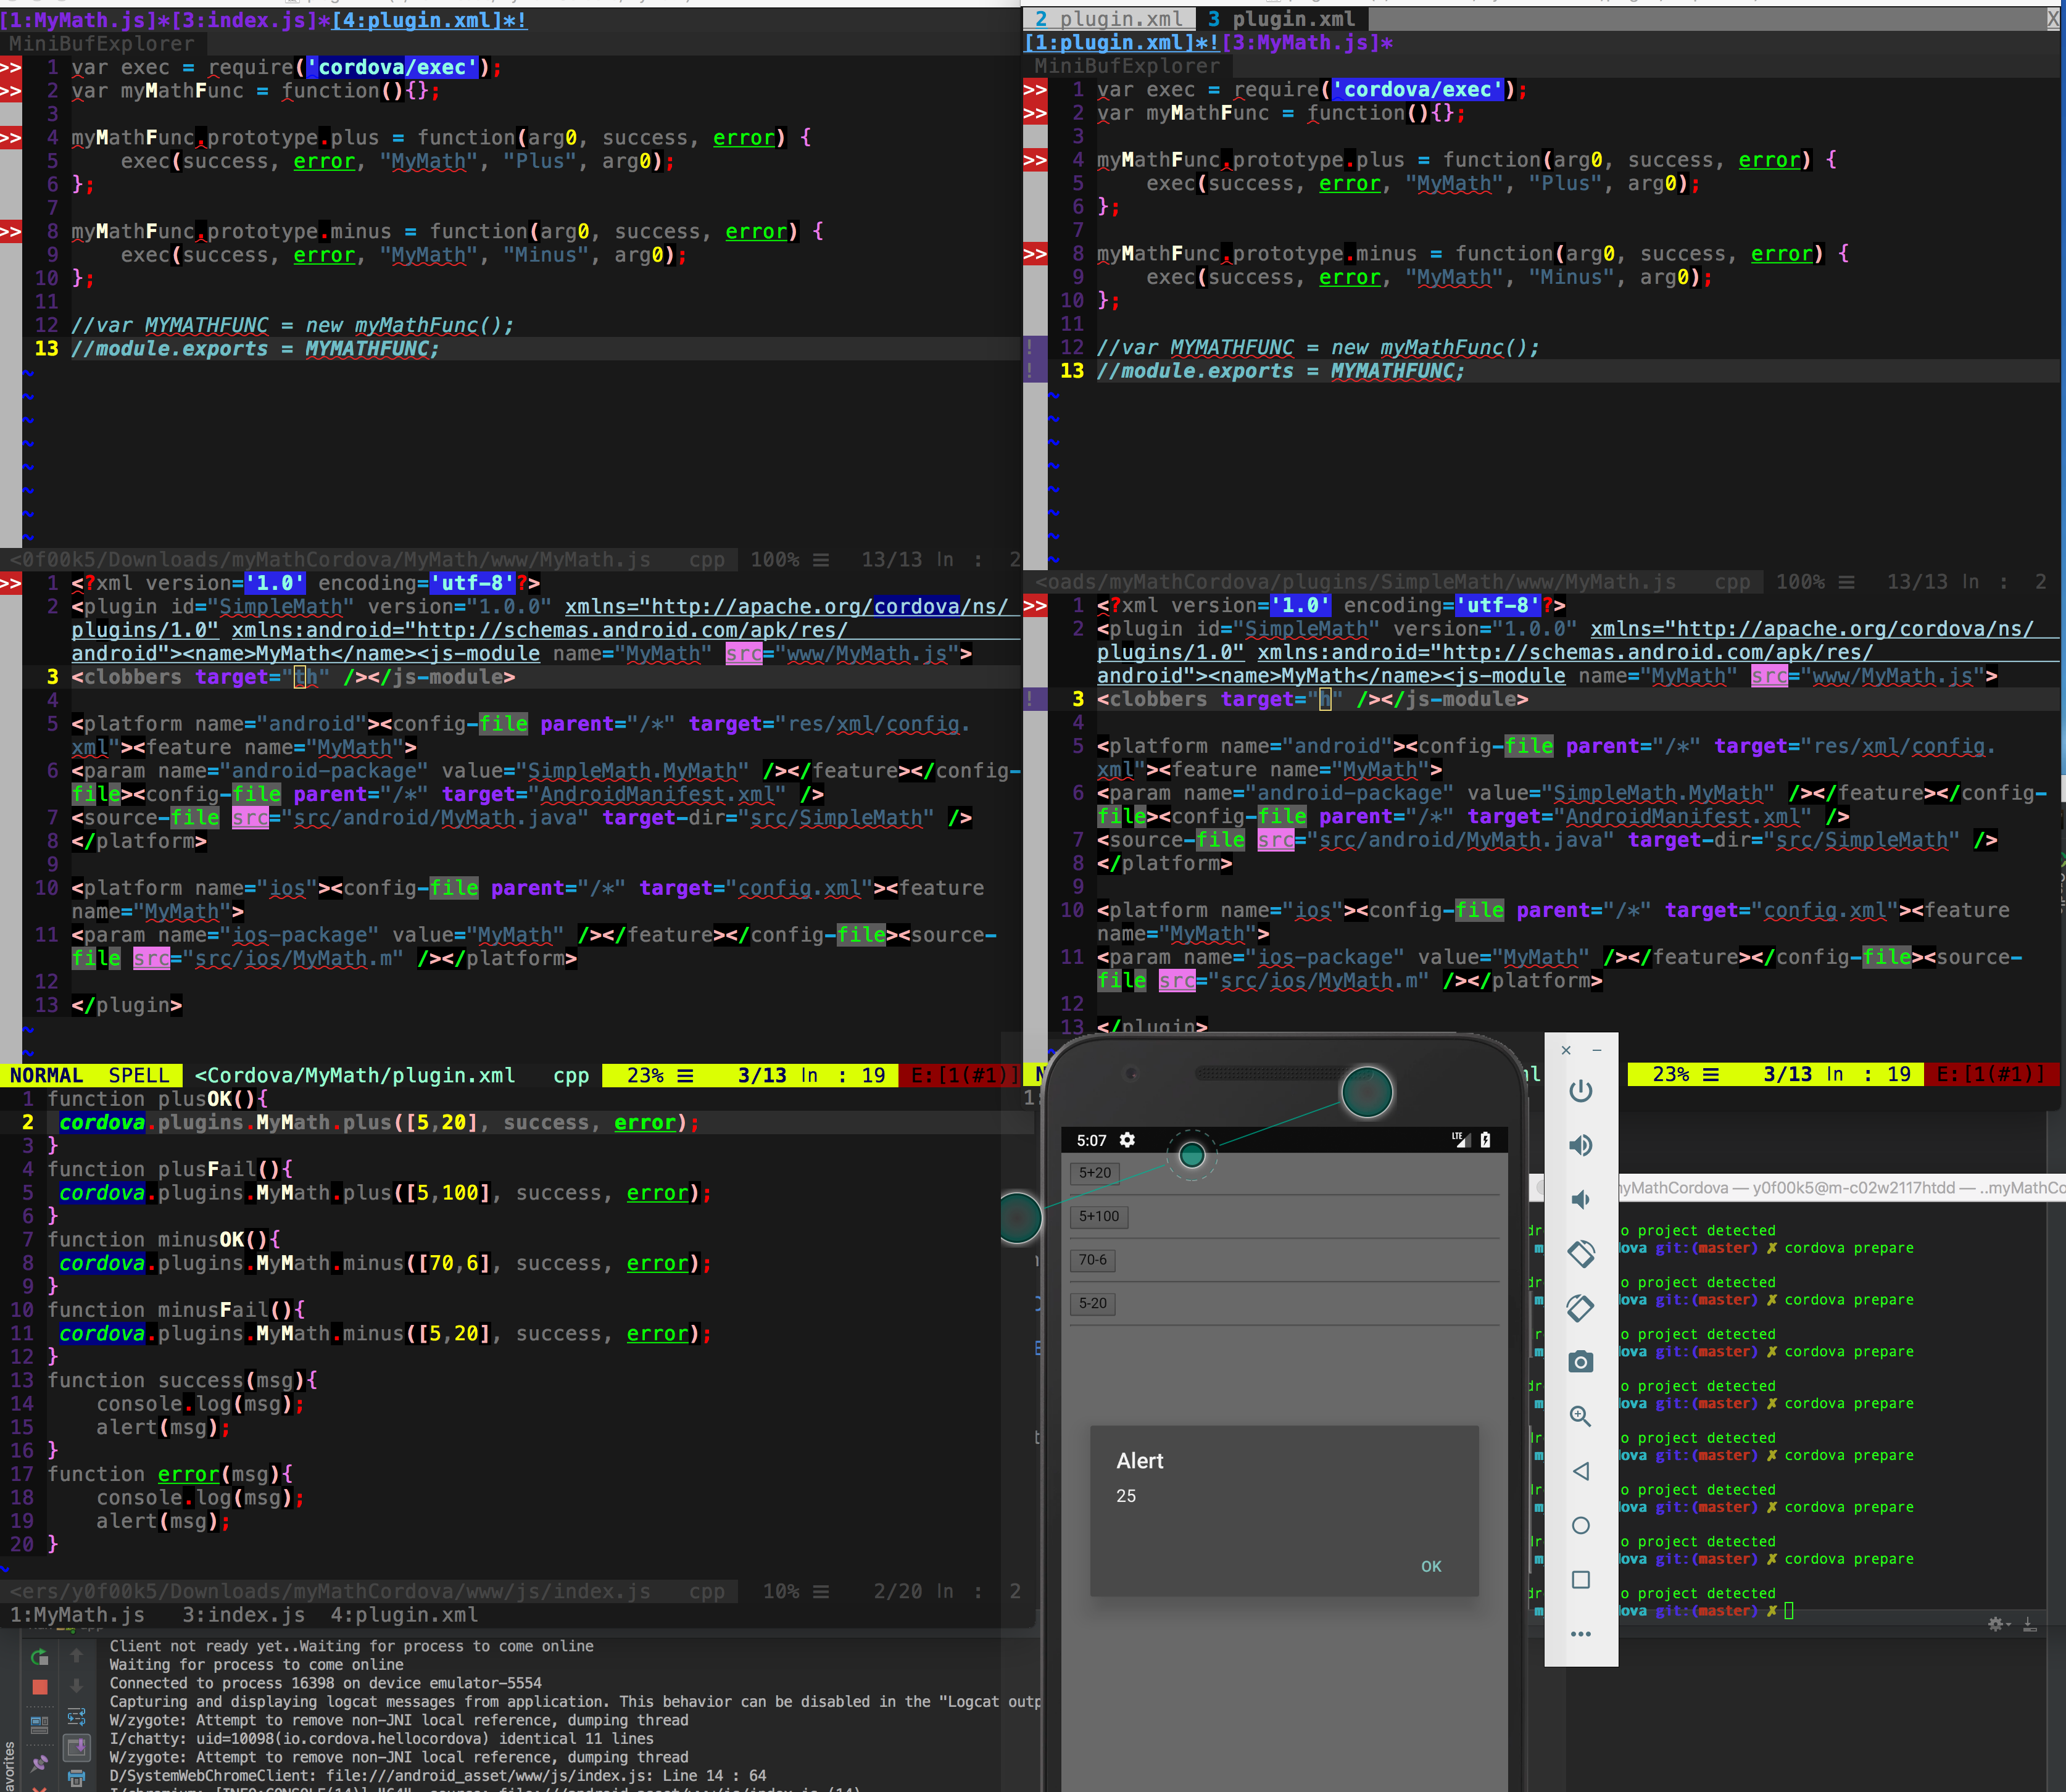 [1:MyMath.js]*[3:index.js]*[4:plugin.xml]*!
MiniBufExplorer
>> 1 var exec = require('cordova/exec');
>> 2 var myMathFunc = function(){};
3
>> 4 myMathFunc.prototype.plus = function(arg0, success, error) {
5     exec(success, error, "MyMath", "Plus", arg0);
6 };
7
>> 8 myMathFunc.prototype.minus = function(arg0, success, error) {
9     exec(success, error, "MyMath", "Minus", arg0);
10 };
11
12 //var MYMATHFUNC = new myMathFunc();
13 //module.exports = MYMATHFUNC;
~
~
~
~
~
~
~
~
<0f00k5/Downloads/myMathCordova/MyMath/www/MyMath.js cpp 100% ☰ 13/13 ln : 2
>> 1 <?xml version='1.0' encoding='utf-8'?>
2 <plugin id="SimpleMath" version="1.0.0" xmlns="http://apache.org/cordova/ns/
plugins/1.0" xmlns:android="http://schemas.android.com/apk/res/
android"><name>MyMath</name><js-module name="MyMath" src="www/MyMath.js">
3 <clobbers target="th" /></js-module>
4
5 <platform name="android"><config-file parent="/*" target="res/xml/config.
xml"><feature name="MyMath">
6 <param name="android-package" value="SimpleMath.MyMath" /></feature></config-
file><config-file parent="/*" target="AndroidManifest.xml" />
7 <source-file src="src/android/MyMath.java" target-dir="src/SimpleMath" />
8 </platform>
9
10 <platform name="ios"><config-file parent="/*" target="config.xml"><feature
name="MyMath">
11 <param name="ios-package" value="MyMath" /></feature></config-file><source-
file src="src/ios/MyMath.m" /></platform>
12
13 </plugin>
~
~
NORMAL SPELL <Cordova/MyMath/plugin.xml cpp 23% ☰ 3/13 ln : 19 E:[1(#1)]
1 function plusOK(){
2  cordova.plugins.MyMath.plus([5,20], success, error);
3 }
4 function plusFail(){
5  cordova.plugins.MyMath.plus([5,100], success, error);
6 }
7 function minusOK(){
8  cordova.plugins.MyMath.minus([70,6], success, error);
9 }
10 function minusFail(){
11  cordova.plugins.MyMath.minus([5,20], success, error);
12 }
13 function success(msg){
14     console.log(msg);
15     alert(msg);
16 }
17 function error(msg){
18     console.log(msg);
19     alert(msg);
20 }
~
<ers/y0f00k5/Downloads/myMathCordova/www/js/index.js cpp 10% ☰ 2/20 ln : 2
1:MyMath.js 3:index.js 4:plugin.xml
Client not ready yet..Waiting for process to come online
Waiting for process to come online
Connected to process 16398 on device emulator-5554
Capturing and displaying logcat messages from application. This behavior can be disabled in the "Logcat outp
W/zygote: Attempt to remove non-JNI local reference, dumping thread
I/chatty: uid=10098(io.cordova.hellocordova) identical 11 lines
W/zygote: Attempt to remove non-JNI local reference, dumping thread
D/SystemWebChromeClient: file:///android_asset/www/js/index.js: Line 14 : 64
avorites
2 plugin.xml 3 plugin.xml X
[1:plugin.xml]*![3:MyMath.js]*
MiniBufExplorer
>> 1 var exec = require('cordova/exec');
>> 2 var myMathFunc = function(){};
3
>> 4 myMathFunc.prototype.plus = function(arg0, success, error) {
5     exec(success, error, "MyMath", "Plus", arg0);
6 };
7
>> 8 myMathFunc.prototype.minus = function(arg0, success, error) {
9     exec(success, error, "MyMath", "Minus", arg0);
10 };
11
! 12 //var MYMATHFUNC = new myMathFunc();
! 13 //module.exports = MYMATHFUNC;
~
~
~
~
~
~
~
~
<oads/myMathCordova/plugins/SimpleMath/www/MyMath.js cpp 100% ☰ 13/13 ln : 2
>> 1 <?xml version='1.0' encoding='utf-8'?>
2 <plugin id="SimpleMath" version="1.0.0" xmlns="http://apache.org/cordova/ns/
plugins/1.0" xmlns:android="http://schemas.android.com/apk/res/
android"><name>MyMath</name><js-module name="MyMath" src="www/MyMath.js">
! 3 <clobbers target="h" /></js-module>
4
5 <platform name="android"><config-file parent="/*" target="res/xml/config.
xml"><feature name="MyMath">
6 <param name="android-package" value="SimpleMath.MyMath" /></feature></config-
file><config-file parent="/*" target="AndroidManifest.xml" />
7 <source-file src="src/android/MyMath.java" target-dir="src/SimpleMath" />
8 </platform>
9
10 <platform name="ios"><config-file parent="/*" target="config.xml"><feature
name="MyMath">
11 <param name="ios-package" value="MyMath" /></feature></config-file><source-
file src="src/ios/MyMath.m" /></platform>
12
13 </plugin>
N ml 23% ☰ 3/13 ln : 19 E:[1(#1)]
5:07 LTE
5+20
5+100
70-6
5-20
Alert
25
OK
myMathCordova — y0f00k5@m-c02w2117htdd — ..myMathCo
o project detected
lova git:(master) ✗ cordova prepare
o project detected
lova git:(master) ✗ cordova prepare
o project detected
lova git:(master) ✗ cordova prepare
o project detected
lova git:(master) ✗ cordova prepare
o project detected
lova git:(master) ✗ cordova prepare
o project detected
lova git:(master) ✗ cordova prepare
o project detected
lova git:(master) ✗ cordova prepare
o project detected
lova git:(master) ✗